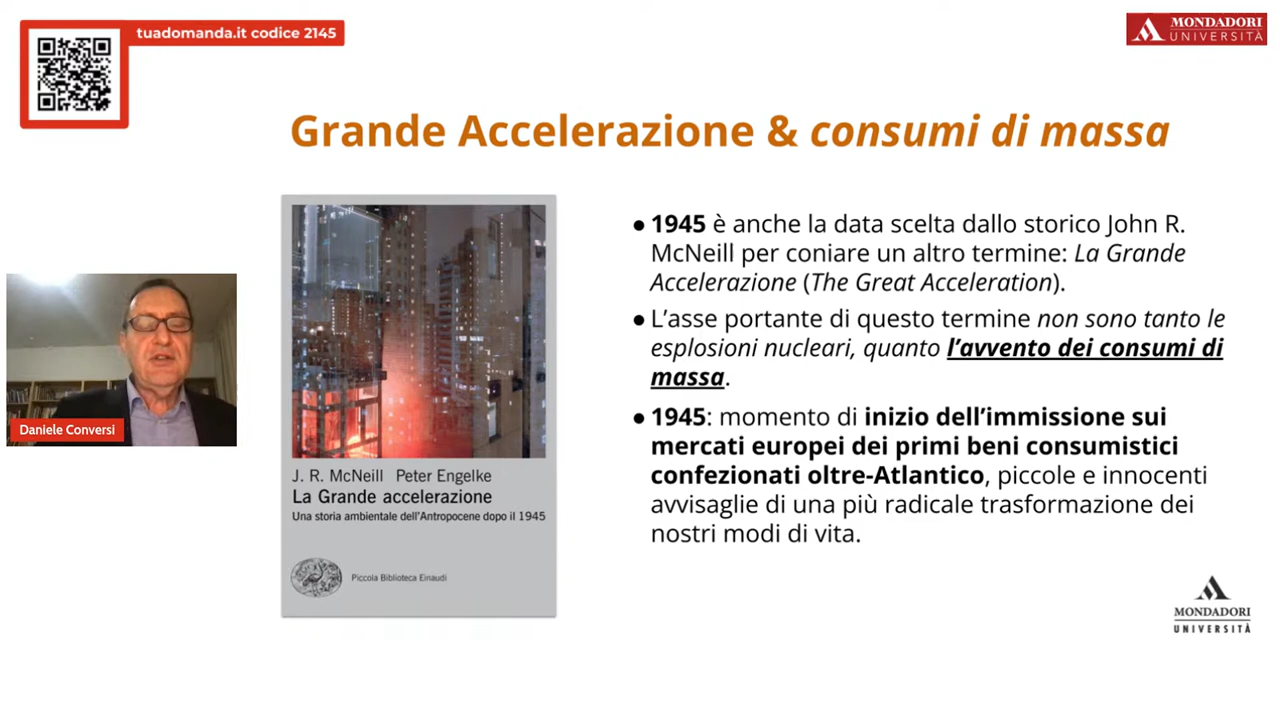 tuadomanda.it codice 2145
MONDADORI
UNIVERSITÀ
Grande Accelerazione & consumi di massa
● 1945 è anche la data scelta dallo storico John R.
McNeill per coniare un altro termine: La Grande
Accelerazione (The Great Acceleration).
● L’asse portante di questo termine non sono tanto le
esplosioni nucleari, quanto l’avvento dei consumi di
massa.
● 1945: momento di inizio dell’immissione sui
mercati europei dei primi beni consumistici
confezionati oltre-Atlantico, piccole e innocenti
avvisaglie di una più radicale trasformazione dei
nostri modi di vita.
Daniele Conversi
J. R. McNeill Peter Engelke
La Grande accelerazione
Una storia ambientale dell’Antropocene dopo il 1945
Piccola Biblioteca Einaudi
MONDADORI
UNIVERSITÀ